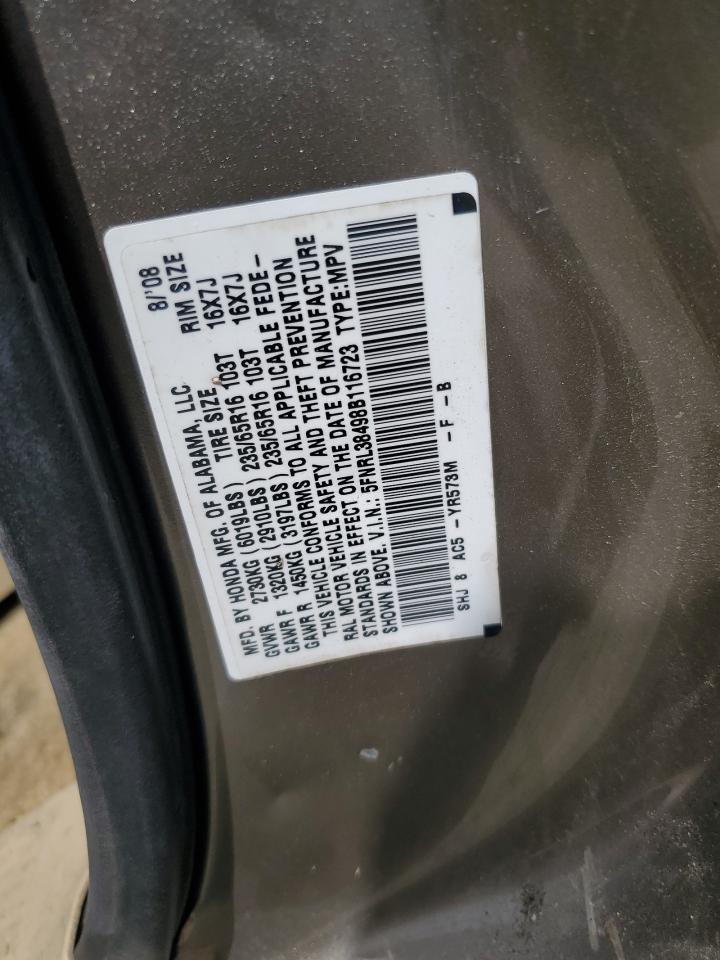 MFD. BY HONDA MFG. OF ALABAMA, LLC. 8/'08
GVWR 2730KG (6019LBS) TIRE SIZE RIM SIZE
GAWR F 1320KG (2910LBS) 235/65R16 103T 16X7J
GAWR R 1450KG (3197LBS) 235/65R16 103T 16X7J
THIS VEHICLE CONFORMS TO ALL APPLICABLE FEDE-
RAL MOTOR VEHICLE SAFETY AND THEFT PREVENTION
STANDARDS IN EFFECT ON THE DATE OF MANUFACTURE
SHOWN ABOVE. V.I.N.: 5FNRL38498B116723 TYPE:MPV
SHJ 8 AC5 - YR573M - F - B